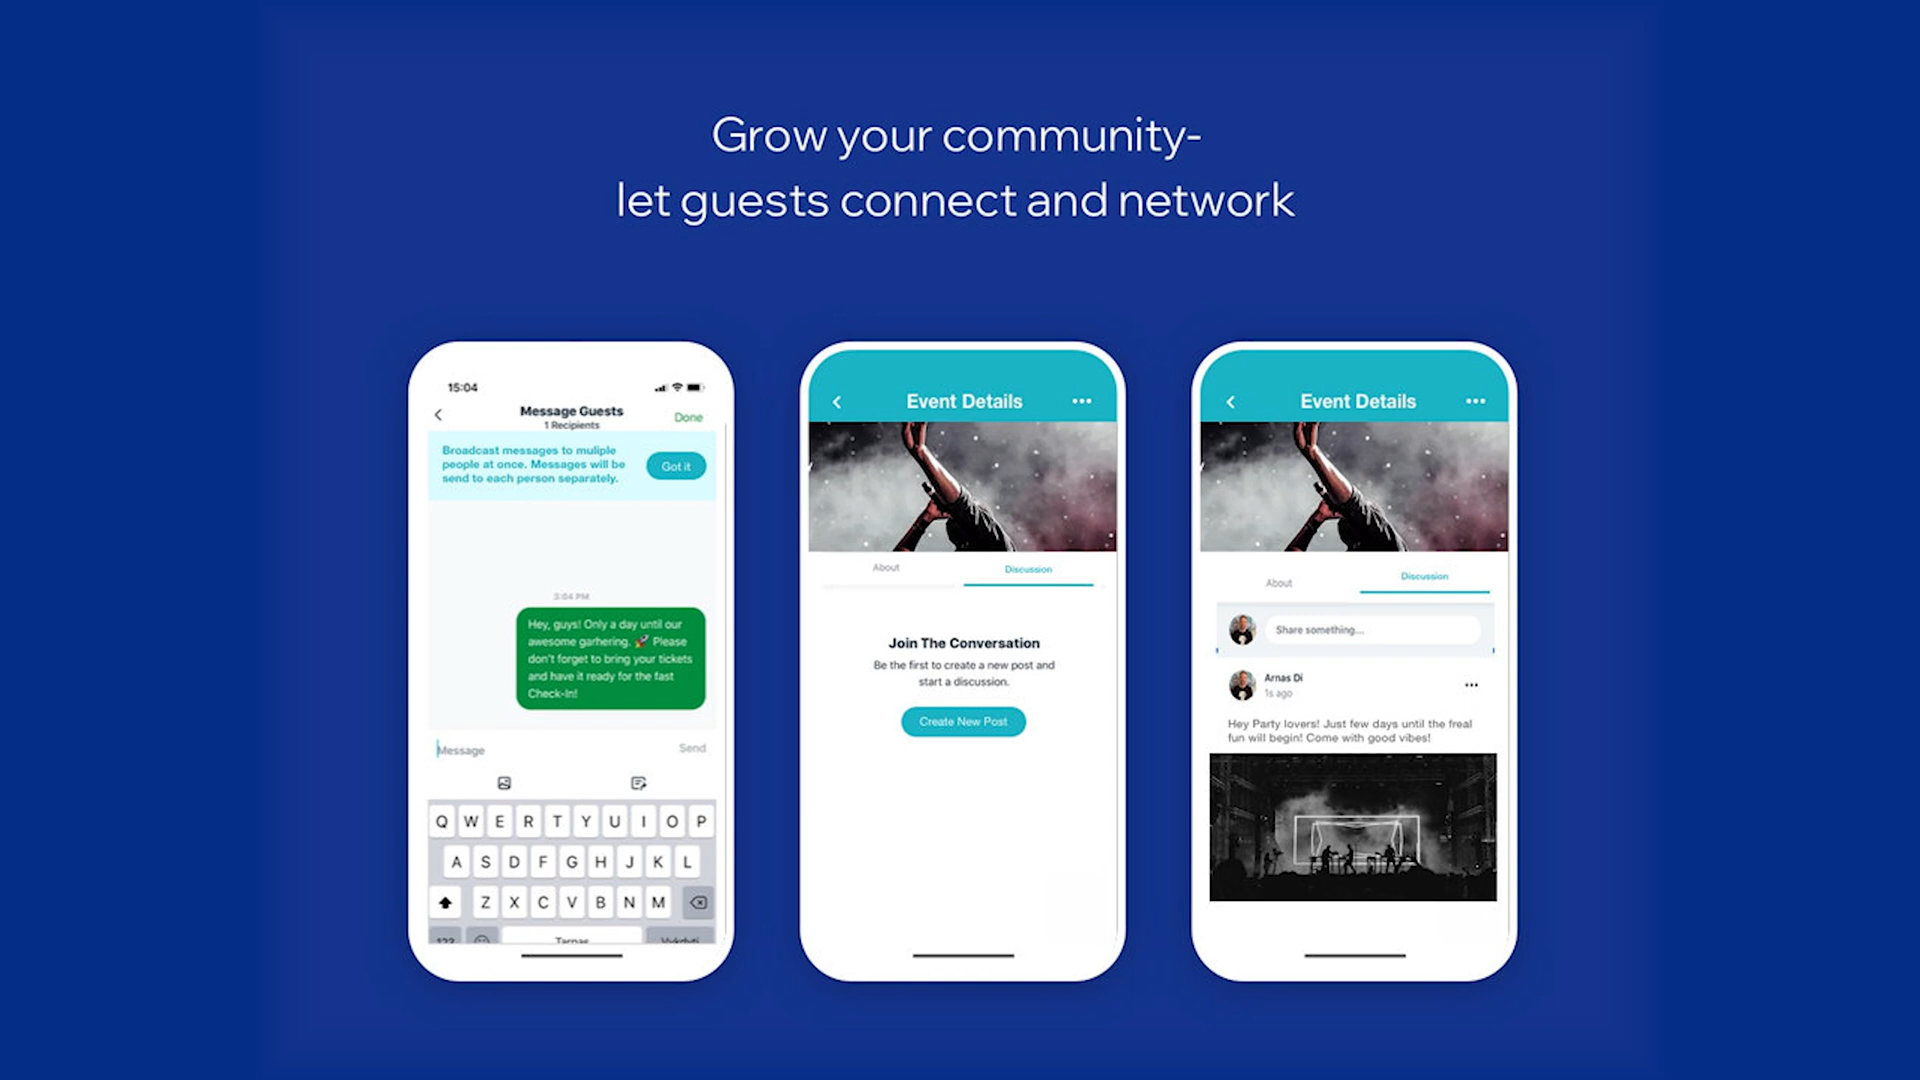 Grow your community-
let guests connect and network
15:04
Message Guests
1 Recipients
Done
Broadcast messages to muliple
people at once. Messages will be
send to each person separately.
Got it
3:04 PM
Hey, guys! Only a day until our
awesome garhering. 🚀 Please
don't forget to bring your tickets
and have it ready for the fast
Check-In!
Message
Send
Q W E R T Y U I O P
A S D F G H J K L
Z X C V B N M
123
Tarpas
Vykdyti
Event Details
About
Discussion
Join The Conversation
Be the first to create a new post and
start a discussion.
Create New Post
Event Details
About
Discussion
Share something...
Arnas Di
1s ago
Hey Party lovers! Just few days until the freal
fun will begin! Come with good vibes!